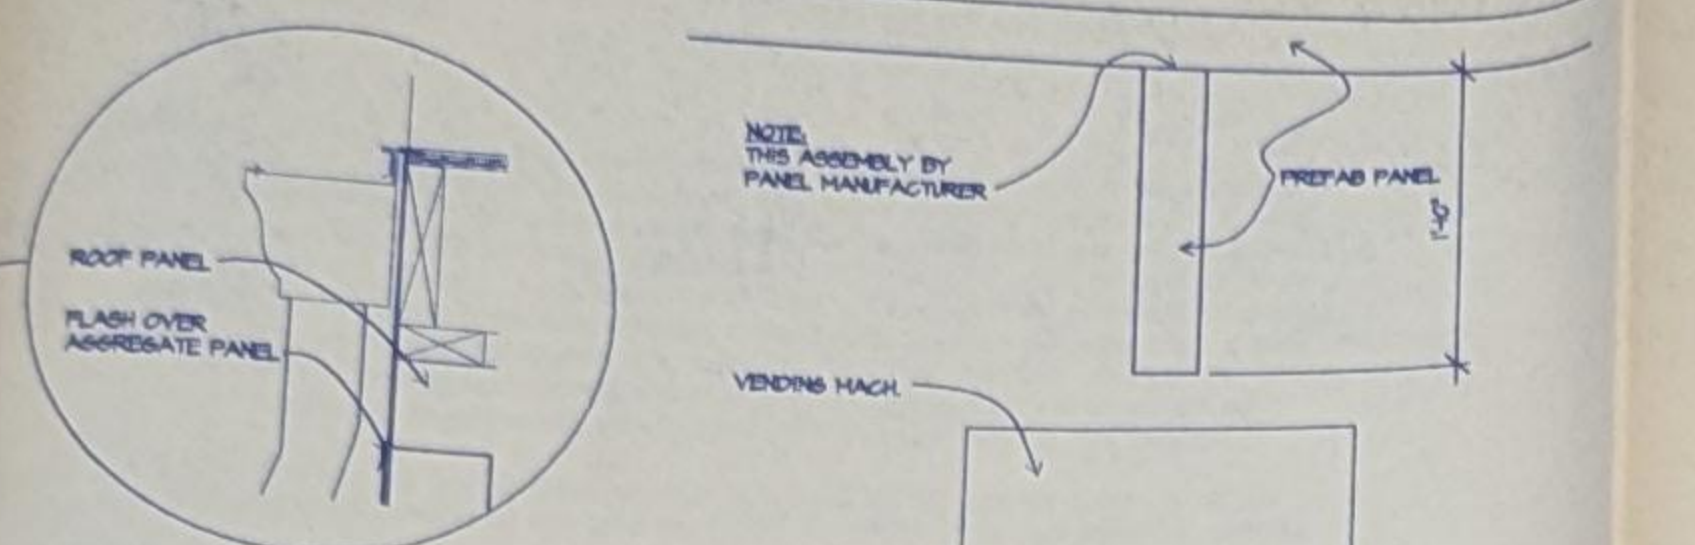 ROOF PANEL
FLASH OVER
AGGREGATE PANEL
NOTE:
THIS ASSEMBLY BY
PANEL MANUFACTURER
PREFAB PANEL
VENDING MACH.